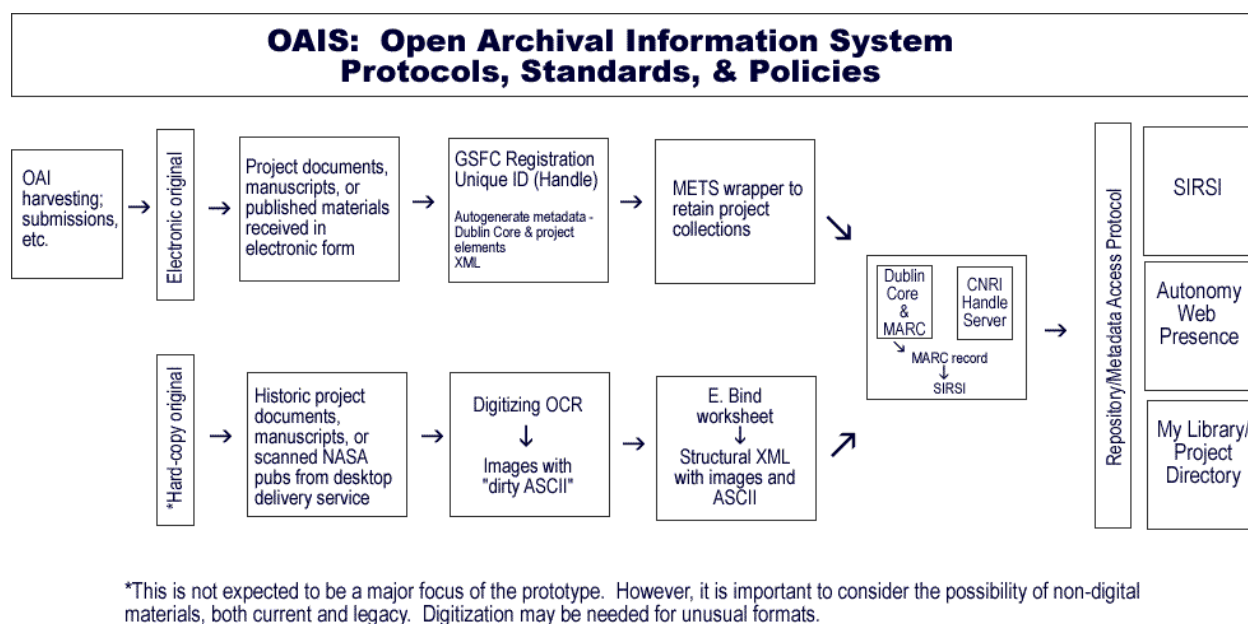 OAIS:  Open Archival Information System
Protocols, Standards, & Policies
OAI
harvesting;
submissions,
etc.
Electronic original
Project documents,
manuscripts, or
published materials
received in
electronic form
GSFC Registration
Unique ID (Handle)
Autogenerate metadata -
Dublin Core & project
elements
XML
METS wrapper to
retain project
collections
*Hard-copy original
Historic project
documents,
manuscripts, or
scanned NASA
pubs from desktop
delivery service
Digitizing OCR
Images with
"dirty ASCII"
E. Bind
worksheet
Structural XML
with images and
ASCII
Dublin
Core
&
MARC
CNRI
Handle
Server
MARC record
SIRSI
Repository/Metadata Access Protocol
SIRSI
Autonomy
Web
Presence
My Library/
Project
Directory
*This is not expected to be a major focus of the prototype.  However, it is important to consider the possibility of non-digital
materials, both current and legacy.  Digitization may be needed for unusual formats.